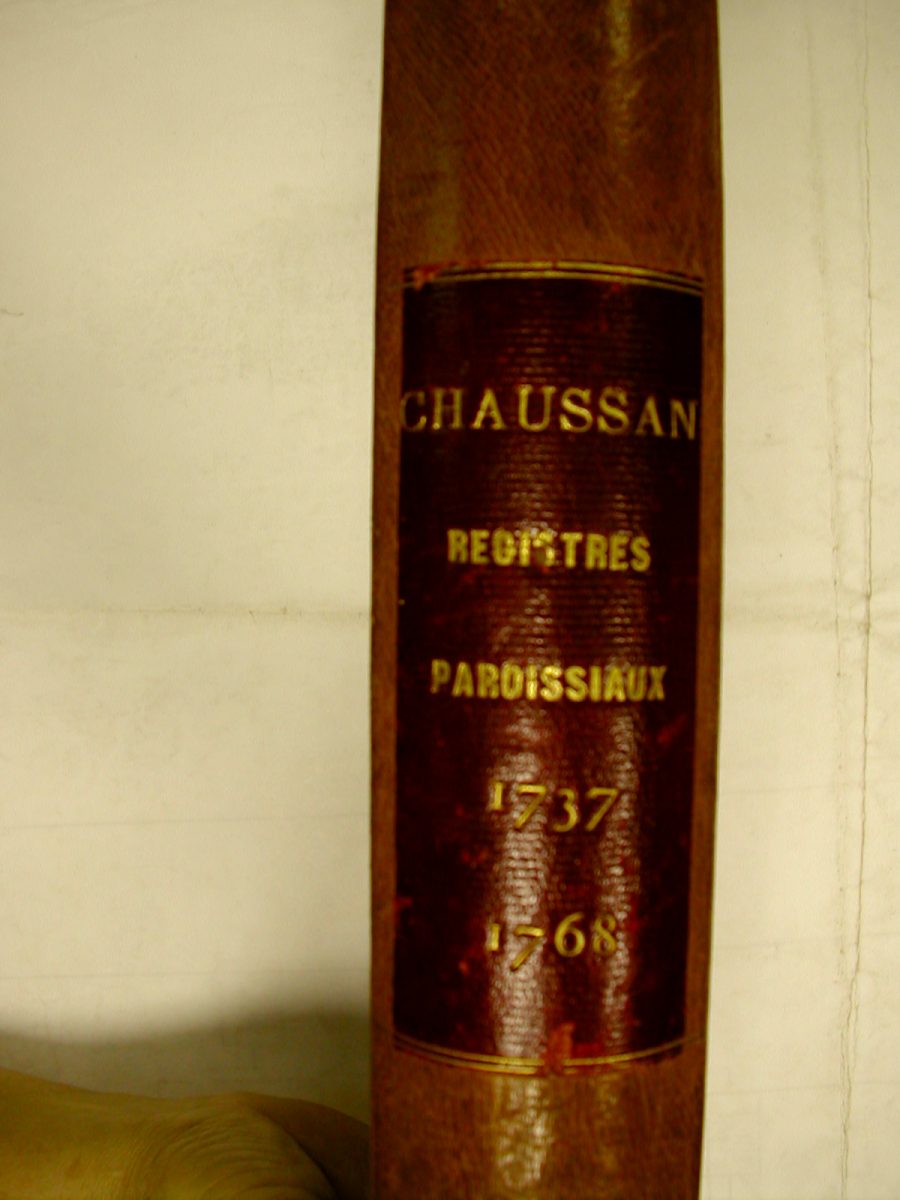 CHAUSSAN
REGISTRES
PAROISSIAUX
1737
1768